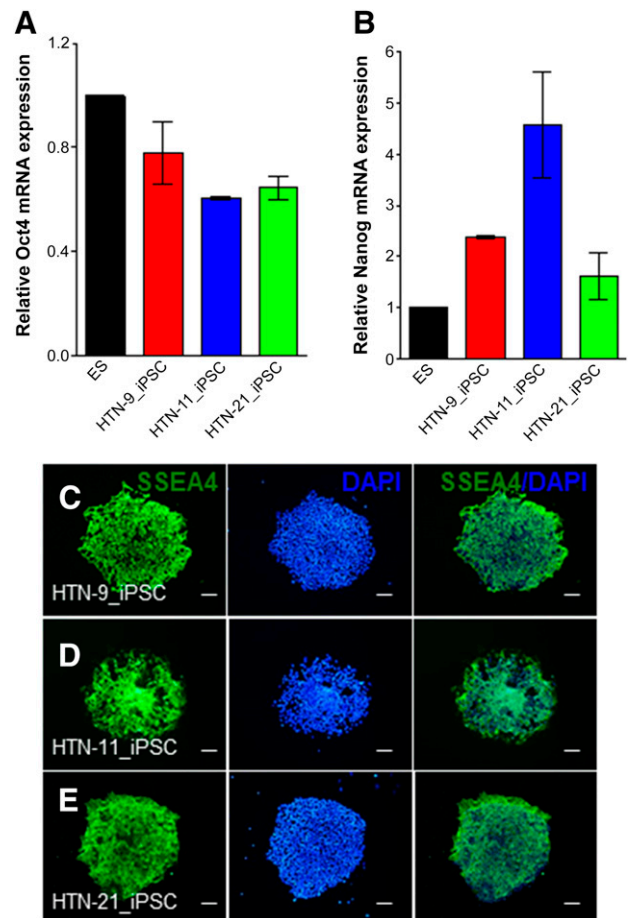 A
Relative Oct4 mRNA expression
1.2
0.8
0.4
0.0
ES
HTN-9_iPSC
HTN-11_iPSC
HTN-21_iPSC
B
Relative Nanog mRNA expression
6
5
4
3
2
1
0
ES
HTN-9_iPSC
HTN-11_iPSC
HTN-21_iPSC
C
SSEA4
DAPI
SSEA4/DAPI
HTN-9_iPSC
D
HTN-11_iPSC
E
HTN-21_iPSC